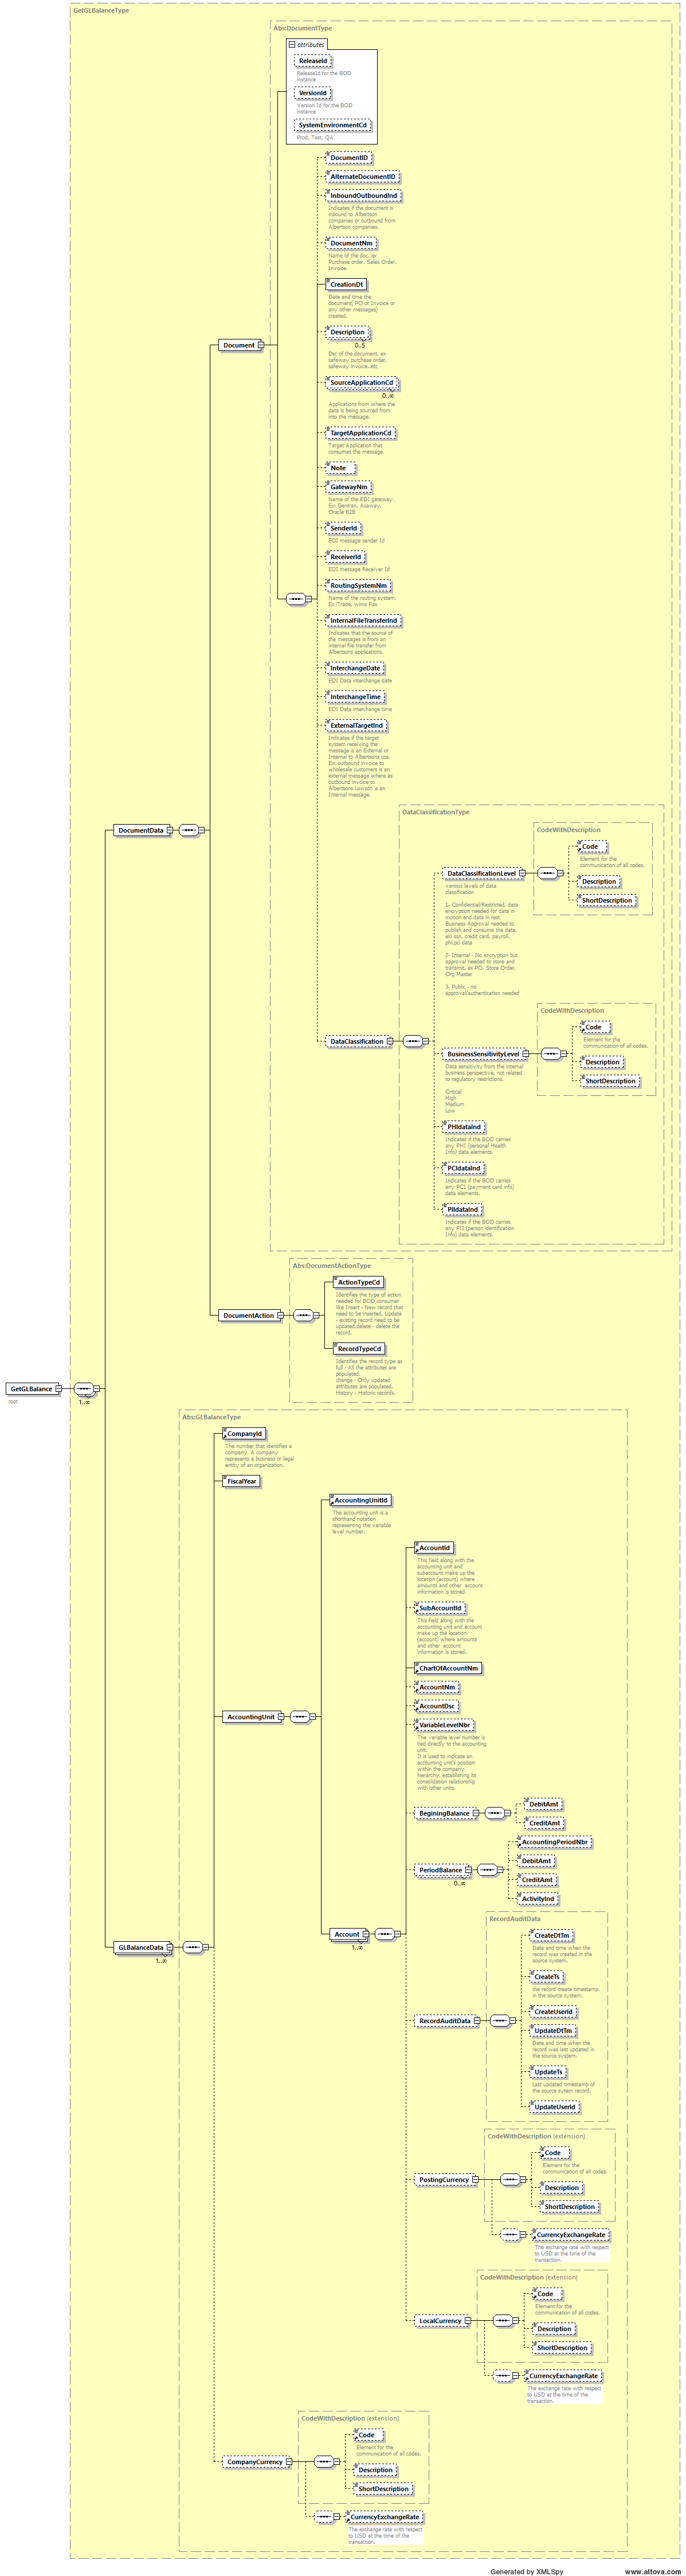 GetGLBalanceType
Abs:DocumentType
attributes
ReleaseId
ReleaseId for the BOD
instance
VersionId
Version Id for the BOD
instance
SystemEnvironmentCd
Prod, Test, QA
DocumentID
AlternateDocumentID
InboundOutboundInd
Indicates if the document is
inbound to Albertson
companies or outbound from
Albertson companies.
DocumentNm
Name of the doc, ex
Purchase order, Sales Order,
Invoice.
CreationDt
Date and time the
document( PO or Invoice or
any other messages)
created.
Document
Description
0..5
Dsc of the document, ex
safeway purchase order,
safeway invoice..etc
SourceApplicationCd
0..∞
Applications from where the
data is being sourced from
into the message.
TargetApplicationCd
Target Application that
consumes the message.
Note
GatewayNm
Name of the EDI gateway.
Ex: Gentran, Axaway,
Oracle B2B
SenderId
EDI message sender Id
ReceiverId
EDI message Receiver Id
RoutingSystemNm
Name of the routing system.
Ex iTrade, wims Fax
InternalFileTransferInd
Indicates that the source of
the messages is from an
internal file transfer from
Albertsons applications.
InterchangeDate
EDI Data interchange date
InterchangeTime
EDI Data interchange time
ExternalTargetInd
Indicates if the target
system receiving the
message is an External or
Internal to Albertsons cos.
Ex: outbound invoice to
wholesale customers is an
external message where as
outbound invoice to
Albertsons Lawson is an
Internal message.
DocumentData
DataClassificationType
CodeWithDescription
DataClassificationLevel
various levels of data
classification
1- Confidential/Restricted, data
encryption needed for data in
motion and data in rest.
Business Approval needed to
publish and consume the data.
ex: ssn, credit card, payroll,
phi,pci data
2- Internal - No encryption but
approval needed to store and
transmit, ex PO, Store Order,
Org Master
3- Public - no
approval/authentication needed
Code
Element for the
communication of all codes.
Description
ShortDescription
DataClassification
CodeWithDescription
BusinessSensitivityLevel
Data sensitivity from the internal
business perspective, not related
to regulatory restrictions.
Critical
High
Medium
Low
Code
Element for the
communication of all codes.
Description
ShortDescription
PHIdataInd
Indicates if the BOD carries
any PHI (personal Health
Info) data elements.
PCIdataInd
Indicates if the BOD carries
any PCI (payment card info)
data elements.
PIIdataInd
Indicates if the BOD carries
any PII (person identification
Info) data elements.
Abs:DocumentActionType
DocumentAction
ActionTypeCd
Identifies the type of action
needed for BOD consumer
like Insert - New record that
need to be inserted, Update
- existing record need to be
updated,delete - delete the
record.
RecordTypeCd
Identifies the record type as
full - All the attributes are
populated.
change - Only updated
attributes are populated.
History - Historic records.
GetGLBalance
root
1..∞
Abs:GLBalanceType
CompanyId
The number that identifies a
company. A company
represents a business or legal
entity of an organization.
FiscalYear
AccountingUnitId
The accounting unit is a
shorthand notation
representing the variable
level number.
AccountId
This field along with the
accounting unit and
subaccount make up the
location (account) where
amounts and other account
information is stored.
SubAccountId
This field along with the
accounting unit and account
make up the location
(account) where amounts
and other account
information is stored.
ChartOfAccountNm
AccountNm
AccountDsc
AccountingUnit
VariableLevelNbr
The variable level number is
tied directly to the accounting
unit.
It is used to indicate an
accounting unit's position
within the company
hierarchy, establishing its
consolidation relationship
with other units.
BeginingBalance
DebitAmt
CreditAmt
PeriodBalance
0..∞
AccountingPeriodNbr
DebitAmt
CreditAmt
ActivityInd
Account
1..∞
GLBalanceData
1..∞
RecordAuditData
CreateDtTm
Date and time when the
record was created in the
source system.
CreateTs
the record create timestamp
in the source system.
CreateUserId
RecordAuditData
UpdateDtTm
Date and time when the
record was last updated in
the source system.
UpdateTs
Last updated timestamp of
the source sytem record.
UpdateUserId
CodeWithDescription (extension)
Code
Element for the
communication of all codes.
PostingCurrency
Description
ShortDescription
CurrencyExchangeRate
The exchange rate with respect
to USD at the time of the
transaction.
CodeWithDescription (extension)
Code
Element for the
communication of all codes.
LocalCurrency
Description
ShortDescription
CurrencyExchangeRate
The exchange rate with respect
to USD at the time of the
transaction.
CodeWithDescription (extension)
Code
Element for the
communication of all codes.
CompanyCurrency
Description
ShortDescription
CurrencyExchangeRate
The exchange rate with respect
to USD at the time of the
transaction.
Generated by XMLSpy
www.altova.com